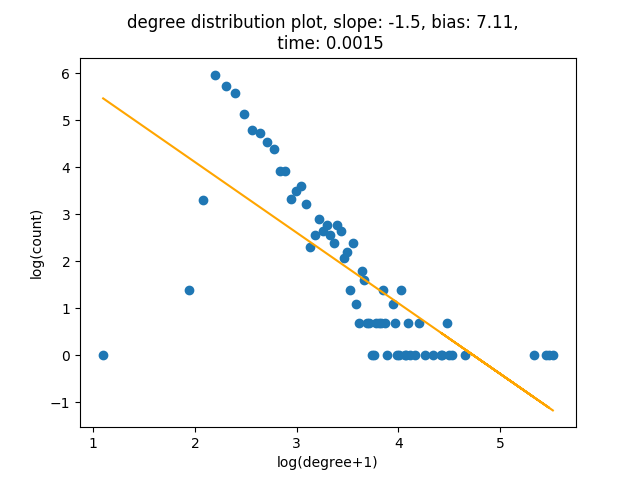 degree distribution plot, slope: -1.5, bias: 7.11,
time: 0.0015
6
5
4
3
2
1
0
−1
log(count)
1 2 3 4 5
log(degree+1)